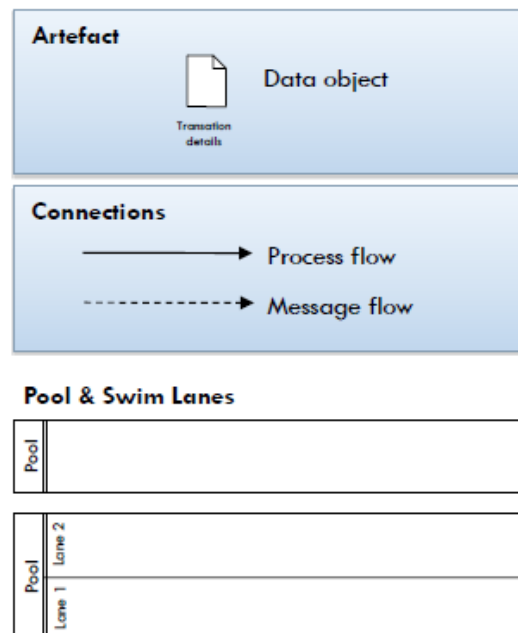 Artefact
Data object
Transation
details
Connections
Process flow
Message flow
Pool & Swim Lanes
Pool
Pool
Lane 2
Lane 1